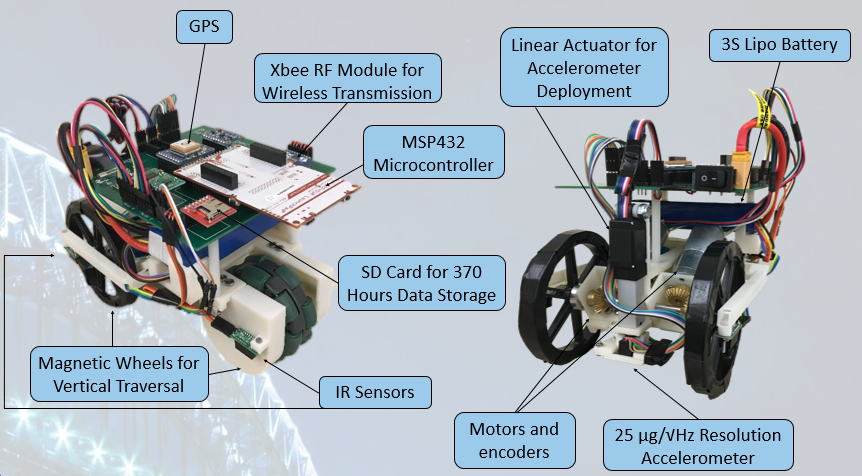 GPS
Xbee RF Module for
Wireless Transmission
MSP432
Microcontroller
SD Card for 370
Hours Data Storage
Magnetic Wheels for
Vertical Traversal
IR Sensors
Linear Actuator for
Accelerometer
Deployment
3S Lipo Battery
Motors and
encoders
25 µg/√Hz Resolution
Accelerometer